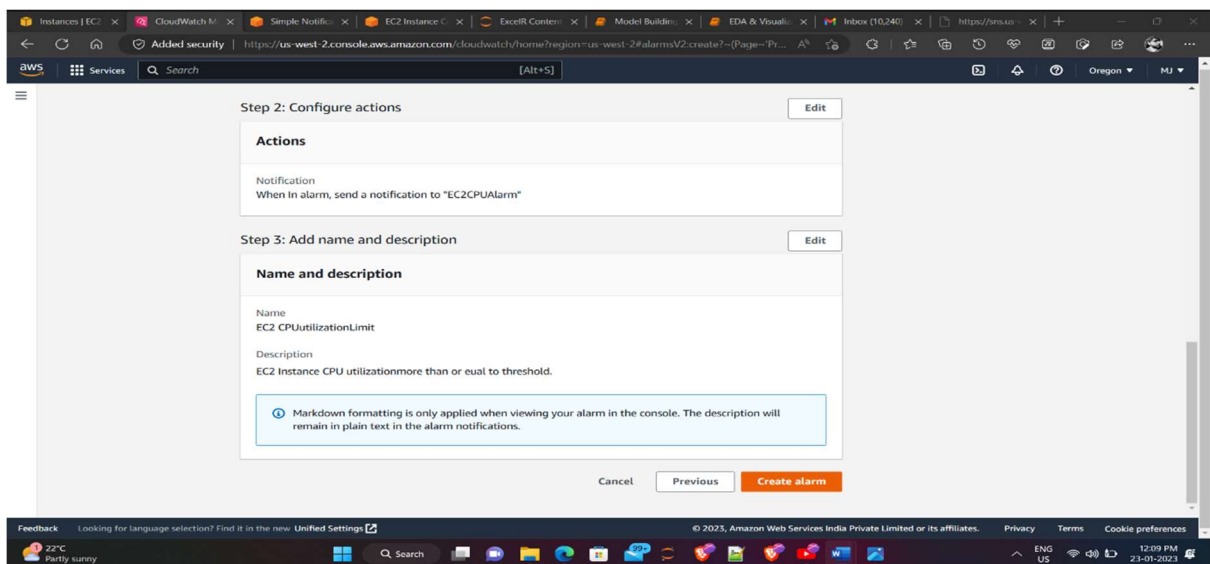 Instances | EC2
CloudWatch M
Simple Notific
EC2 Instance C
ExcelR Content
Model Building
EDA & Visualiz
Inbox (10,240)
https://sns.us-
Added security
https://us-west-2.console.aws.amazon.com/cloudwatch/home?region=us-west-2#alarmsV2:create?~(Page~'Pr...
aws
Services
Search
[Alt+S]
Oregon ▼
MJ ▼
Step 2: Configure actions
Edit
Actions
Notification
When In alarm, send a notification to "EC2CPUAlarm"
Step 3: Add name and description
Edit
Name and description
Name
EC2 CPUutilizationLimit
Description
EC2 Instance CPU utilizationmore than or eual to threshold.
Markdown formatting is only applied when viewing your alarm in the console. The description will
remain in plain text in the alarm notifications.
Cancel
Previous
Create alarm
Feedback
Looking for language selection? Find it in the new Unified Settings
© 2023, Amazon Web Services India Private Limited or its affiliates.
Privacy
Terms
Cookie preferences
1
22°C
Partly sunny
Search
99+
ENG
US
12:09 PM
23-01-2023